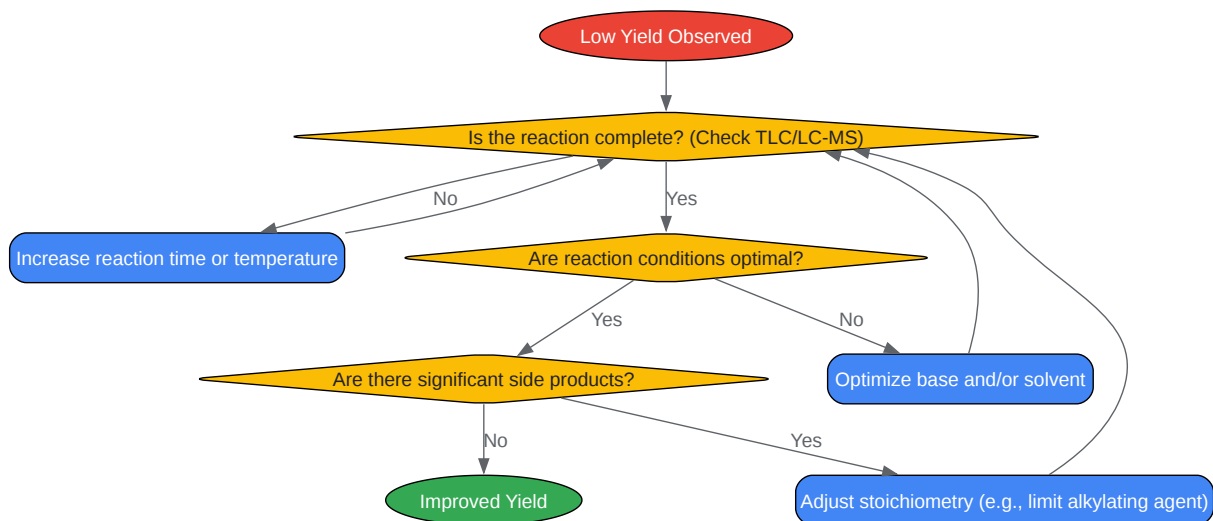 Low Yield Observed
Is the reaction complete? (Check TLC/LC-MS)
No
Yes
Increase reaction time or temperature
Are reaction conditions optimal?
Yes
No
Are there significant side products?
Optimize base and/or solvent
No
Yes
Improved Yield
Adjust stoichiometry (e.g., limit alkylating agent)